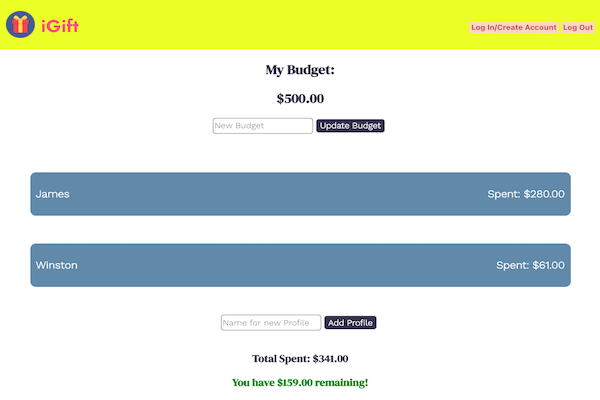 iGift
Log In/Create Account Log Out
My Budget:
$500.00
New Budget Update Budget
James Spent: $280.00
Winston Spent: $61.00
Name for new Profile Add Profile
Total Spent: $341.00
You have $159.00 remaining!